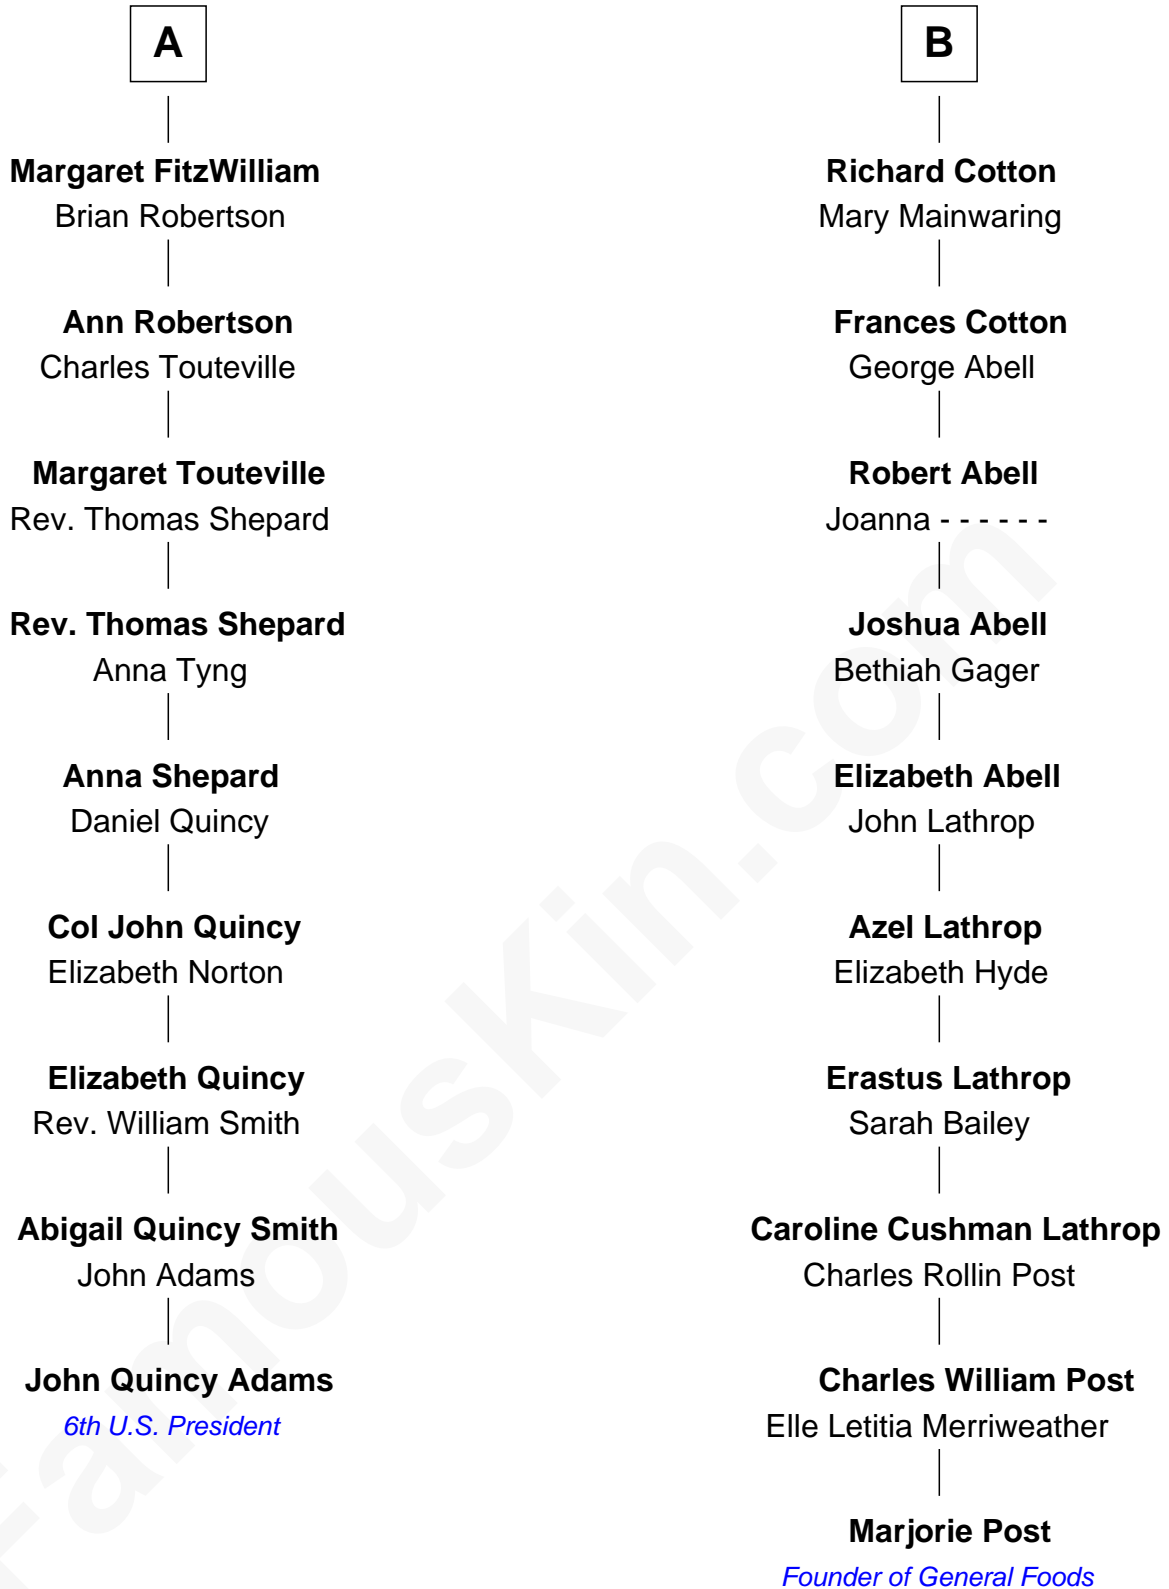 A
Margaret FitzWilliam
Brian Robertson
Ann Robertson
Charles Touteville
Margaret Touteville
Rev. Thomas Shepard
Rev. Thomas Shepard
Anna Tyng
Anna Shepard
Daniel Quincy
Col John Quincy
Elizabeth Norton
Elizabeth Quincy
Rev. William Smith
Abigail Quincy Smith
John Adams
John Quincy Adams
6th U.S. President
B
Richard Cotton
Mary Mainwaring
Frances Cotton
George Abell
Robert Abell
Joanna - - - - - -
Joshua Abell
Bethiah Gager
Elizabeth Abell
John Lathrop
Azel Lathrop
Elizabeth Hyde
Erastus Lathrop
Sarah Bailey
Caroline Cushman Lathrop
Charles Rollin Post
Charles William Post
Elle Letitia Merriweather
Marjorie Post
Founder of General Foods
FamousKin.com